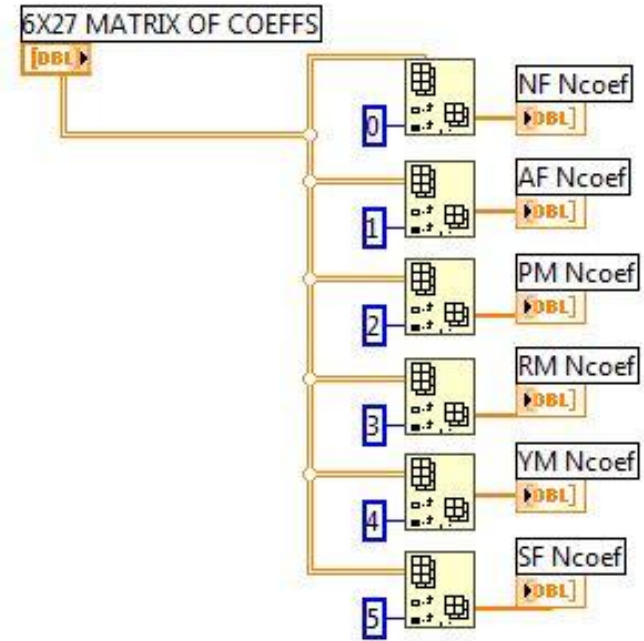 6X27 MATRIX OF COEFFS
[DBL]
NF Ncoef
DBL]
0
AF Ncoef
DBL]
1
PM Ncoef
DBL]
2
RM Ncoef
DBL]
3
YM Ncoef
DBL]
4
SF Ncoef
DBL]
5